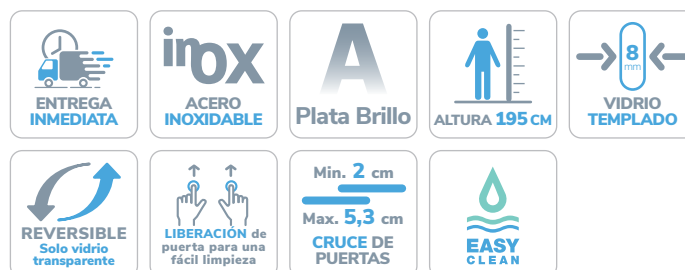 ENTREGA
INMEDIATA
inox
ACERO
INOXIDABLE
A
Plata Brillo
ALTURA 195 CM
8
mm
VIDRIO
TEMPLADO
REVERSIBLE
Solo vidrio
transparente
LIBERACIÓN de
puerta para una
fácil limpieza
Min. 2 cm
Max. 5,3 cm
CRUCE DE
PUERTAS
EASY
CLEAN